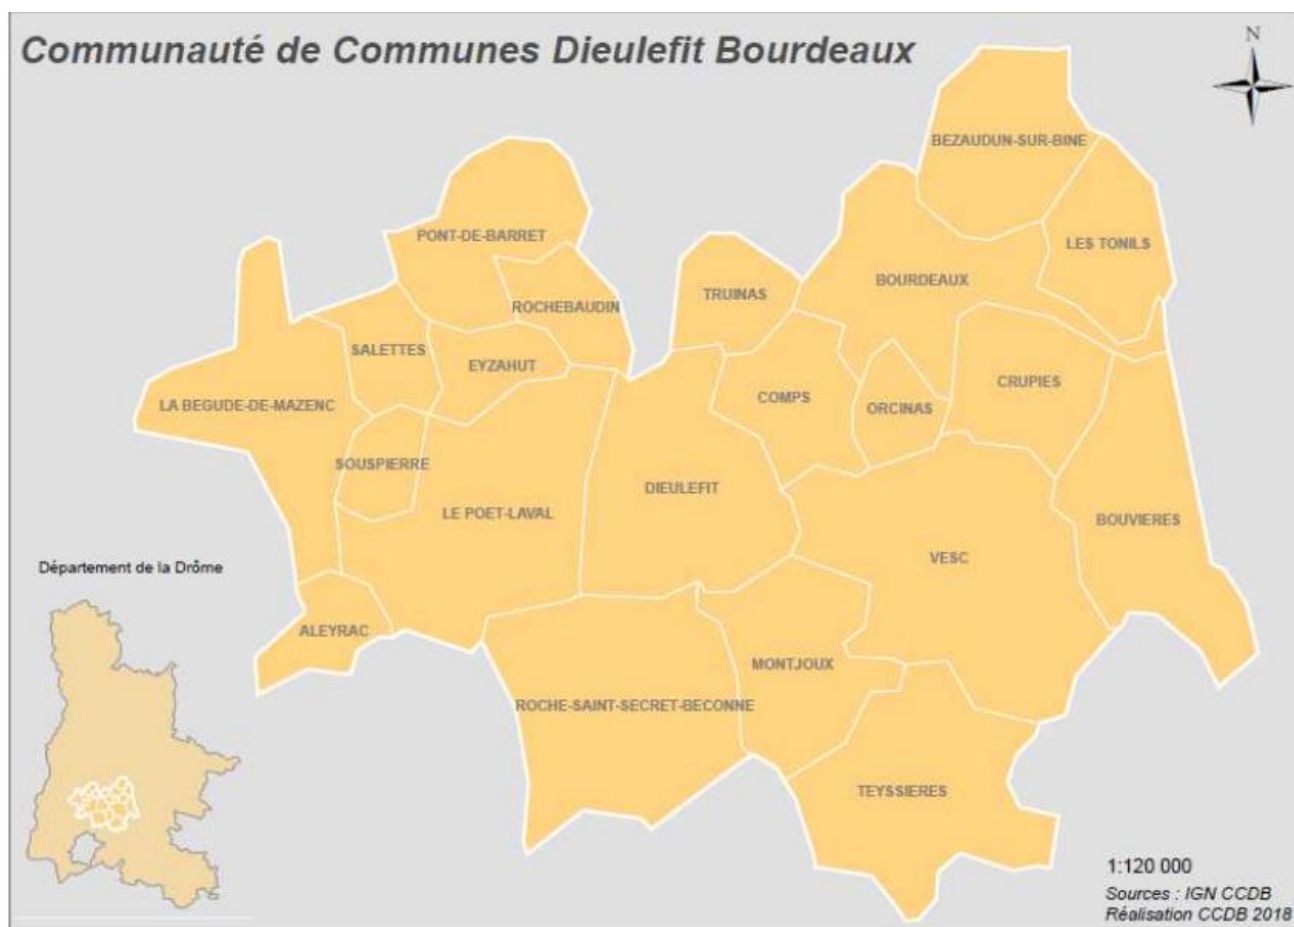 Communauté de Communes Dieulefit Bourdeaux
N
BEZAUDUN-SUR-BINE
PONT-DE-BARRET
LES TONILS
BOURDEAUX
TRUINAS
ROCHEBAUDIN
SALETTES
EYZAHUT
CRUPIES
COMPS
LA BEGUDE-DE-MAZENC
ORCINAS
SOUSPIERRE
DIEULEFIT
LE POET-LAVAL
BOUVIERES
VESC
Département de la Drôme
ALEYRAC
MONTJOUX
ROCHE-SAINT-SECRET-BECONNE
TEYSSIERES
1:120 000
Sources : IGN CCDB
Réalisation CCDB 2018